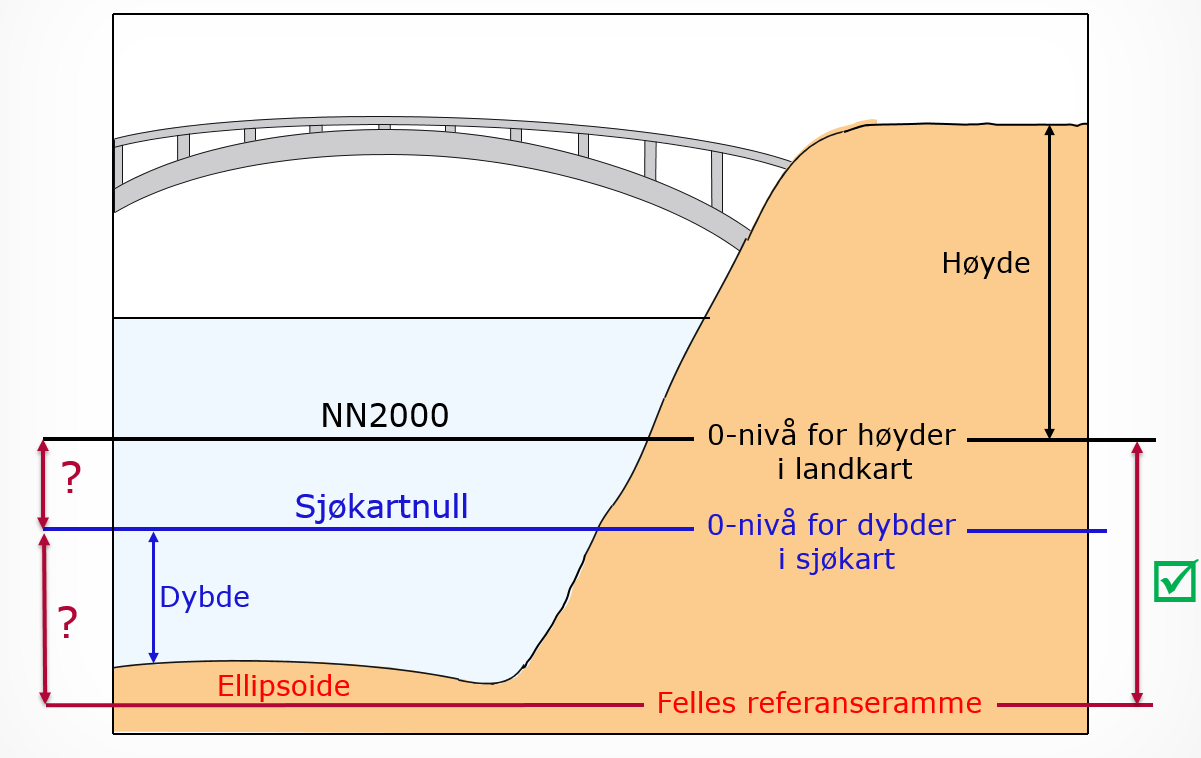 Høyde
NN2000
0-nivå for høyder
i landkart
?
Sjøkartnull
0-nivå for dybder
i sjøkart
Dybde
?
Ellipsoide
Felles referanseramme